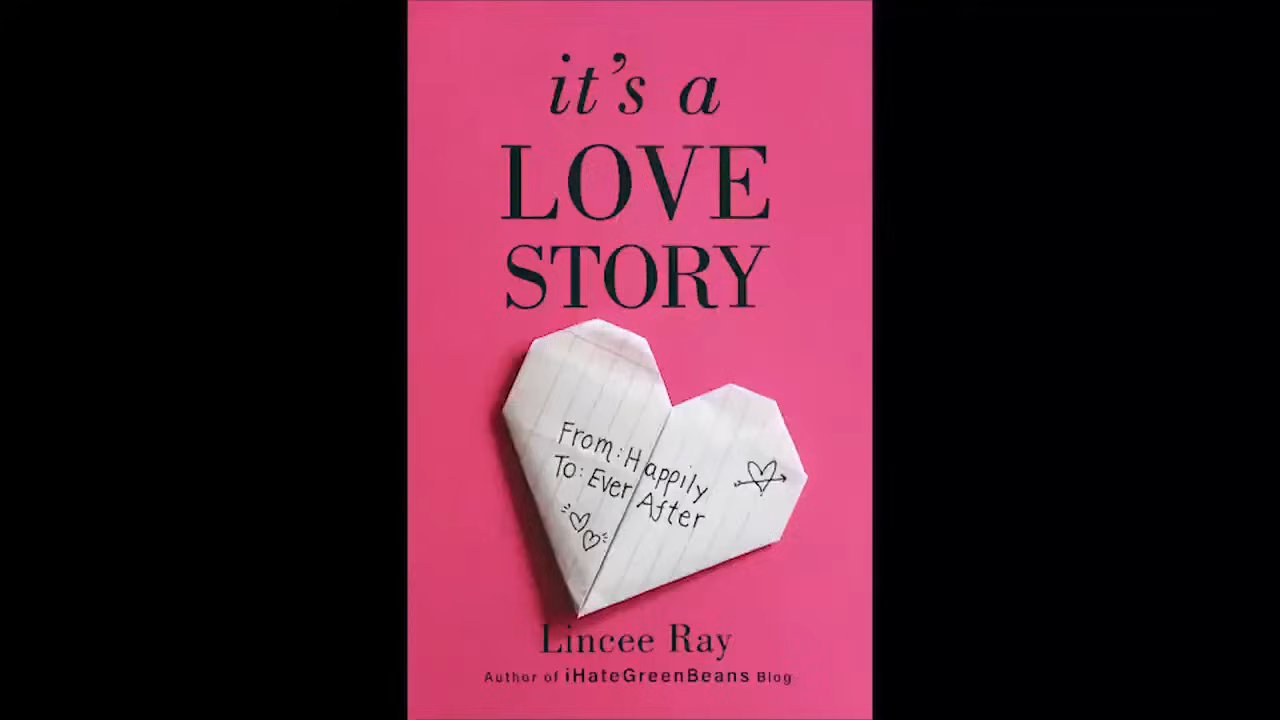 it's a
LOVE
STORY
From: Happily
To: Ever After
Lincee Ray
Author of iHateGreenBeans Blog